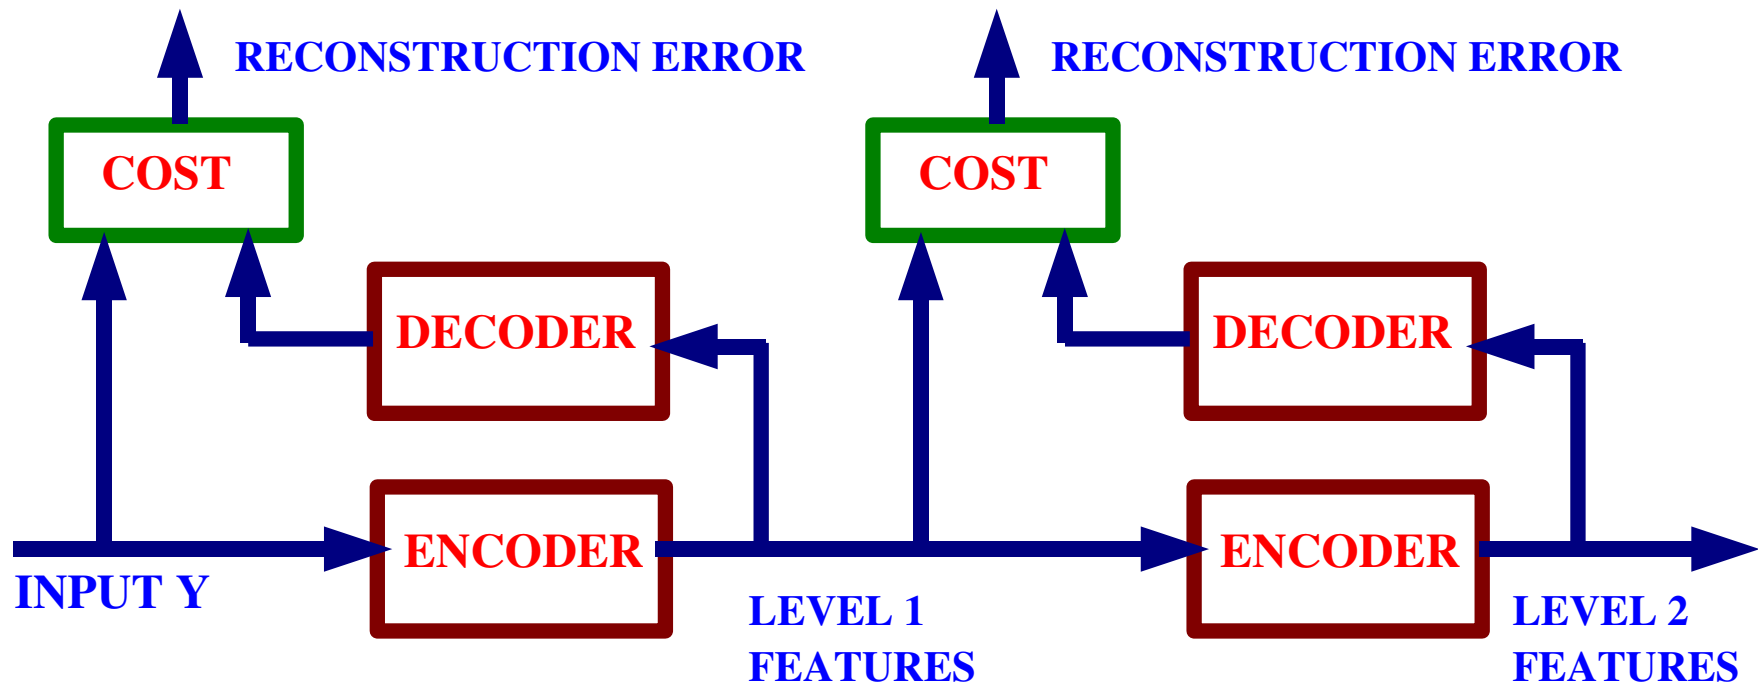 RECONSTRUCTION ERROR
RECONSTRUCTION ERROR
COST
COST
DECODER
DECODER
ENCODER
ENCODER
INPUT Y
LEVEL 1
FEATURES
LEVEL 2
FEATURES